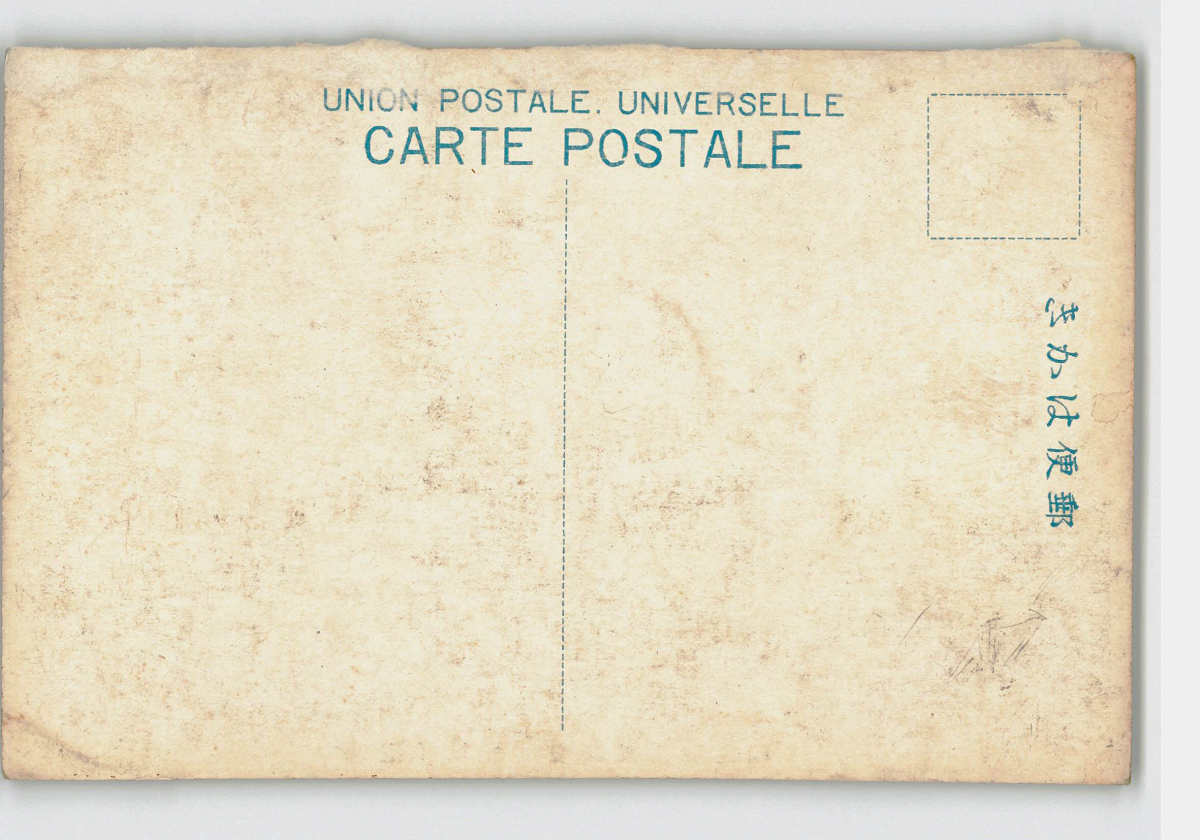 UNION POSTALE. UNIVERSELLE
CARTE POSTALE
郵便はかき